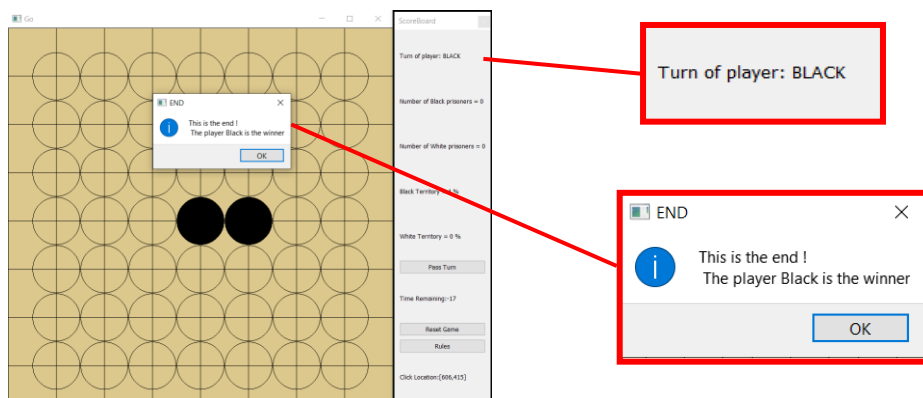 Go
END
This is the end !
The player Black is the winner
OK
ScoreBoard
Turn of player: BLACK
Number of Black prisoners = 0
Number of White prisoners = 0
Black Territory = %
White Territory = 0 %
Pass Turn
Time Remaining:-17
Reset Game
Rules
Click Location:[606,415]
Turn of player: BLACK
END
This is the end !
The player Black is the winner
OK